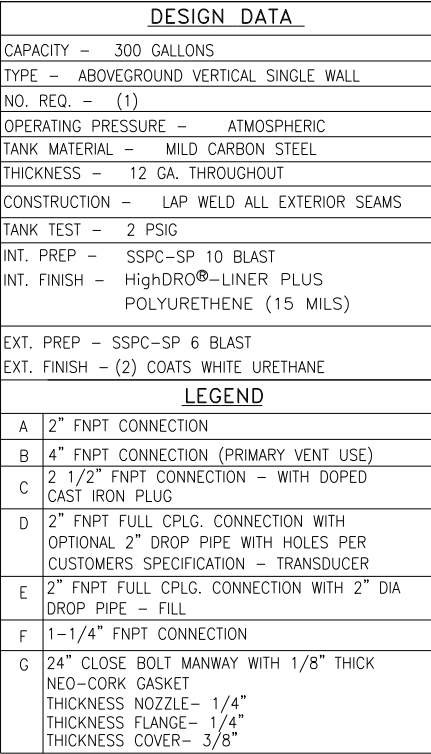 DESIGN DATA
CAPACITY – 300 GALLONS
TYPE – ABOVEGROUND VERTICAL SINGLE WALL
NO. REQ. – (1)
OPERATING PRESSURE – ATMOSPHERIC
TANK MATERIAL – MILD CARBON STEEL
THICKNESS – 12 GA. THROUGHOUT
CONSTRUCTION – LAP WELD ALL EXTERIOR SEAMS
TANK TEST – 2 PSIG
INT. PREP – SSPC–SP 10 BLAST
INT. FINISH – HighDRO®–LINER PLUS
POLYURETHENE (15 MILS)
EXT. PREP – SSPC–SP 6 BLAST
EXT. FINISH – (2) COATS WHITE URETHANE
LEGEND
A 2" FNPT CONNECTION
B 4" FNPT CONNECTION (PRIMARY VENT USE)
C 2 1/2" FNPT CONNECTION – WITH DOPED
CAST IRON PLUG
D 2" FNPT FULL CPLG. CONNECTION WITH
OPTIONAL 2" DROP PIPE WITH HOLES PER
CUSTOMERS SPECIFICATION – TRANSDUCER
E 2" FNPT FULL CPLG. CONNECTION WITH 2" DIA
DROP PIPE – FILL
F 1–1/4" FNPT CONNECTION
G 24" CLOSE BOLT MANWAY WITH 1/8" THICK
NEO–CORK GASKET
THICKNESS NOZZLE– 1/4"
THICKNESS FLANGE– 1/4"
THICKNESS COVER– 3/8"